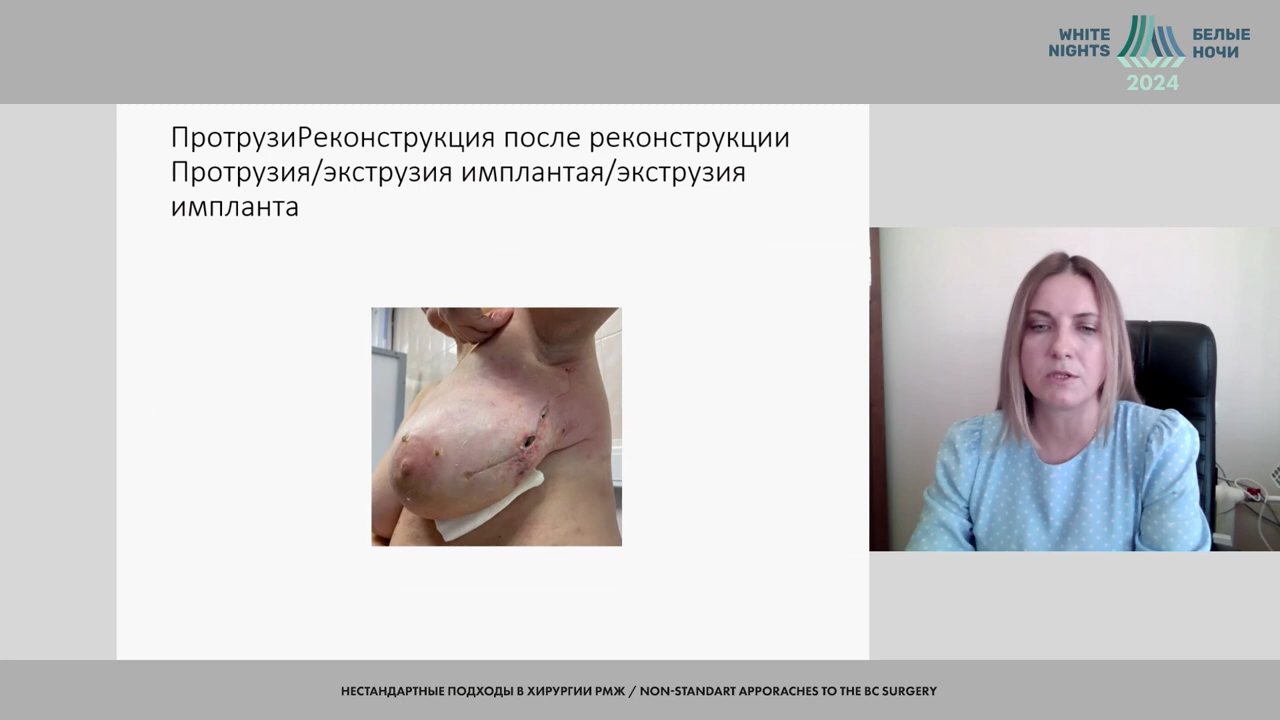 WHITE
NIGHTS
БЕЛЫЕ
НОЧИ
2024
ПротрузиРеконструкция после реконструкции
Протрузия/экструзия имплантая/экструзия
импланта
НЕСТАНДАРТНЫЕ ПОДХОДЫ В ХИРУРГИИ РМЖ / NON-STANDART APPORACHES TO THE BC SURGERY